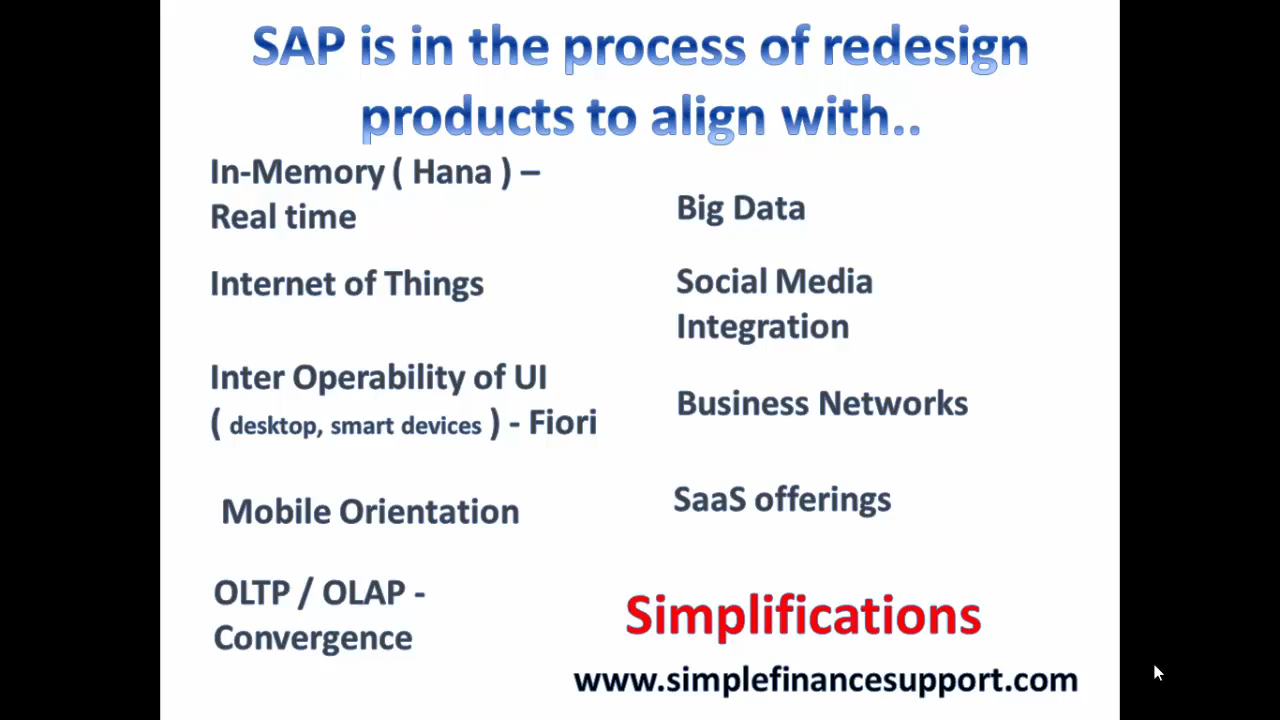 SAP is in the process of redesign
products to align with..
In-Memory ( Hana ) –
Real time
Internet of Things
Inter Operability of UI
( desktop, smart devices ) - Fiori
Mobile Orientation
OLTP / OLAP -
Convergence
Big Data
Social Media
Integration
Business Networks
SaaS offerings
Simplifications
www.simplefinancesupport.com